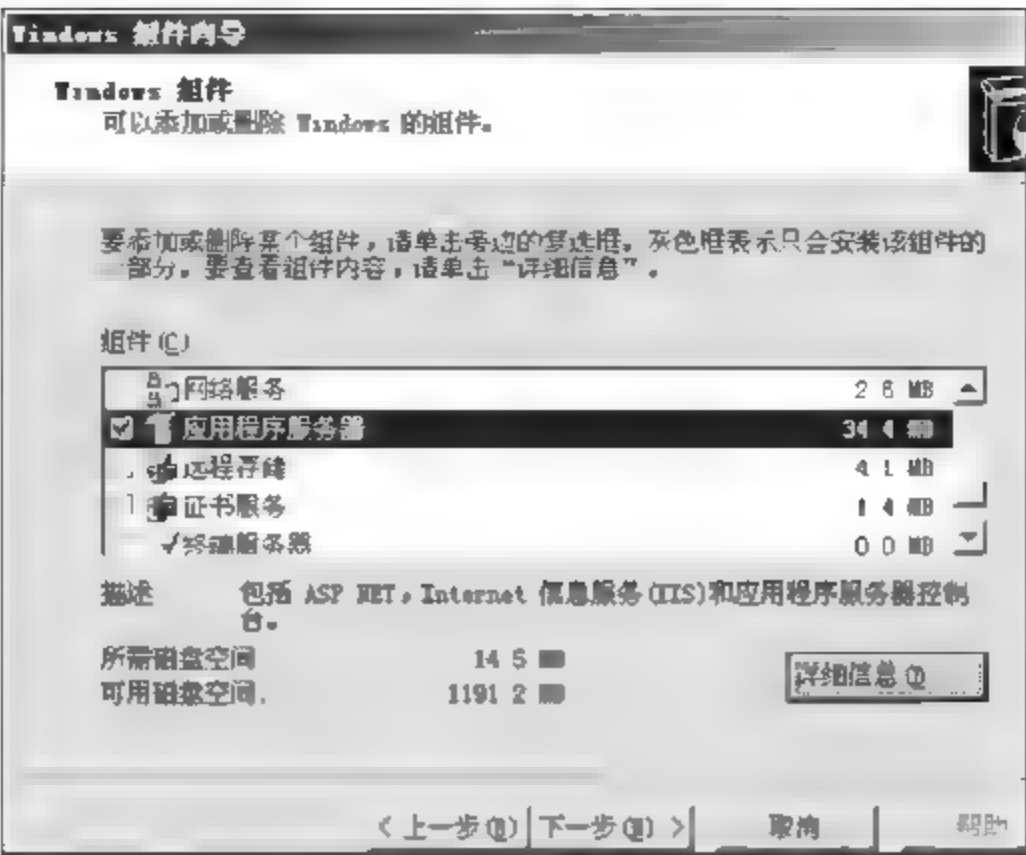 Windows 组件向导
Windows 组件
可以添加或删除 Windows 的组件。
要添加或删除某个组件，请单击旁边的复选框。灰色框表示只会安装该组件的
一部分。要查看组件内容，请单击“详细信息”。
组件(C)
网络服务 2 6 MB
应用程序服务器 34 4 MB
远程存储 4 1 MB
证书服务 1 4 MB
终端服务器 0 0 MB
描述 包括 ASP NET，Internet 信息服务(IIS)和应用程序服务器控制
台。
所需磁盘空间 14 5 MB
可用磁盘空间. 1191 2 MB
详细信息(D)
< 上一步(B) 下一步(N) > 取消 帮助